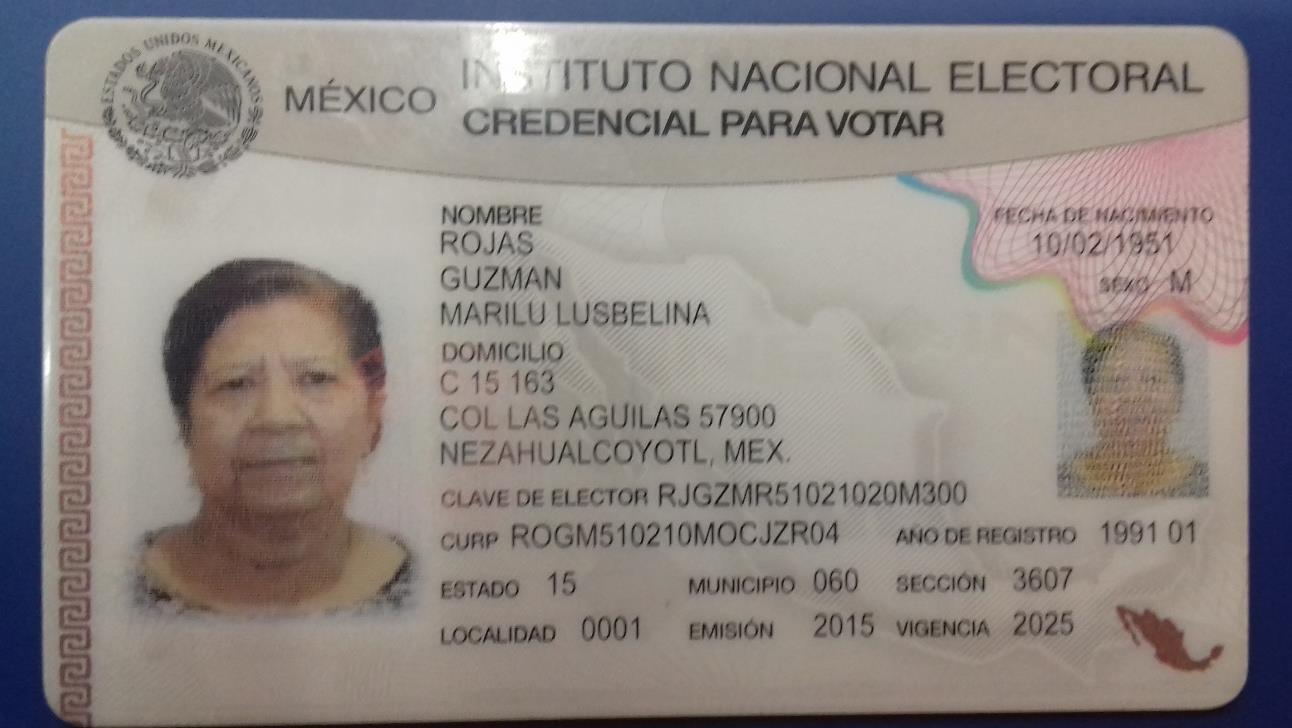 ESTADOS UNIDOS MEXICANOS
MÉXICO
INSTITUTO NACIONAL ELECTORAL
CREDENCIAL PARA VOTAR
NOMBRE
ROJAS
GUZMAN
MARILU LUSBELINA
FECHA DE NACIMIENTO
10/02/1951
SEXO M
DOMICILIO
C 15 163
COL LAS AGUILAS 57900
NEZAHUALCOYOTL, MEX.
CLAVE DE ELECTOR RJGZMR51021020M300
CURP ROGM510210MOCJZR04 AÑO DE REGISTRO 1991 01
ESTADO 15 MUNICIPIO 060 SECCIÓN 3607
LOCALIDAD 0001 EMISIÓN 2015 VIGENCIA 2025